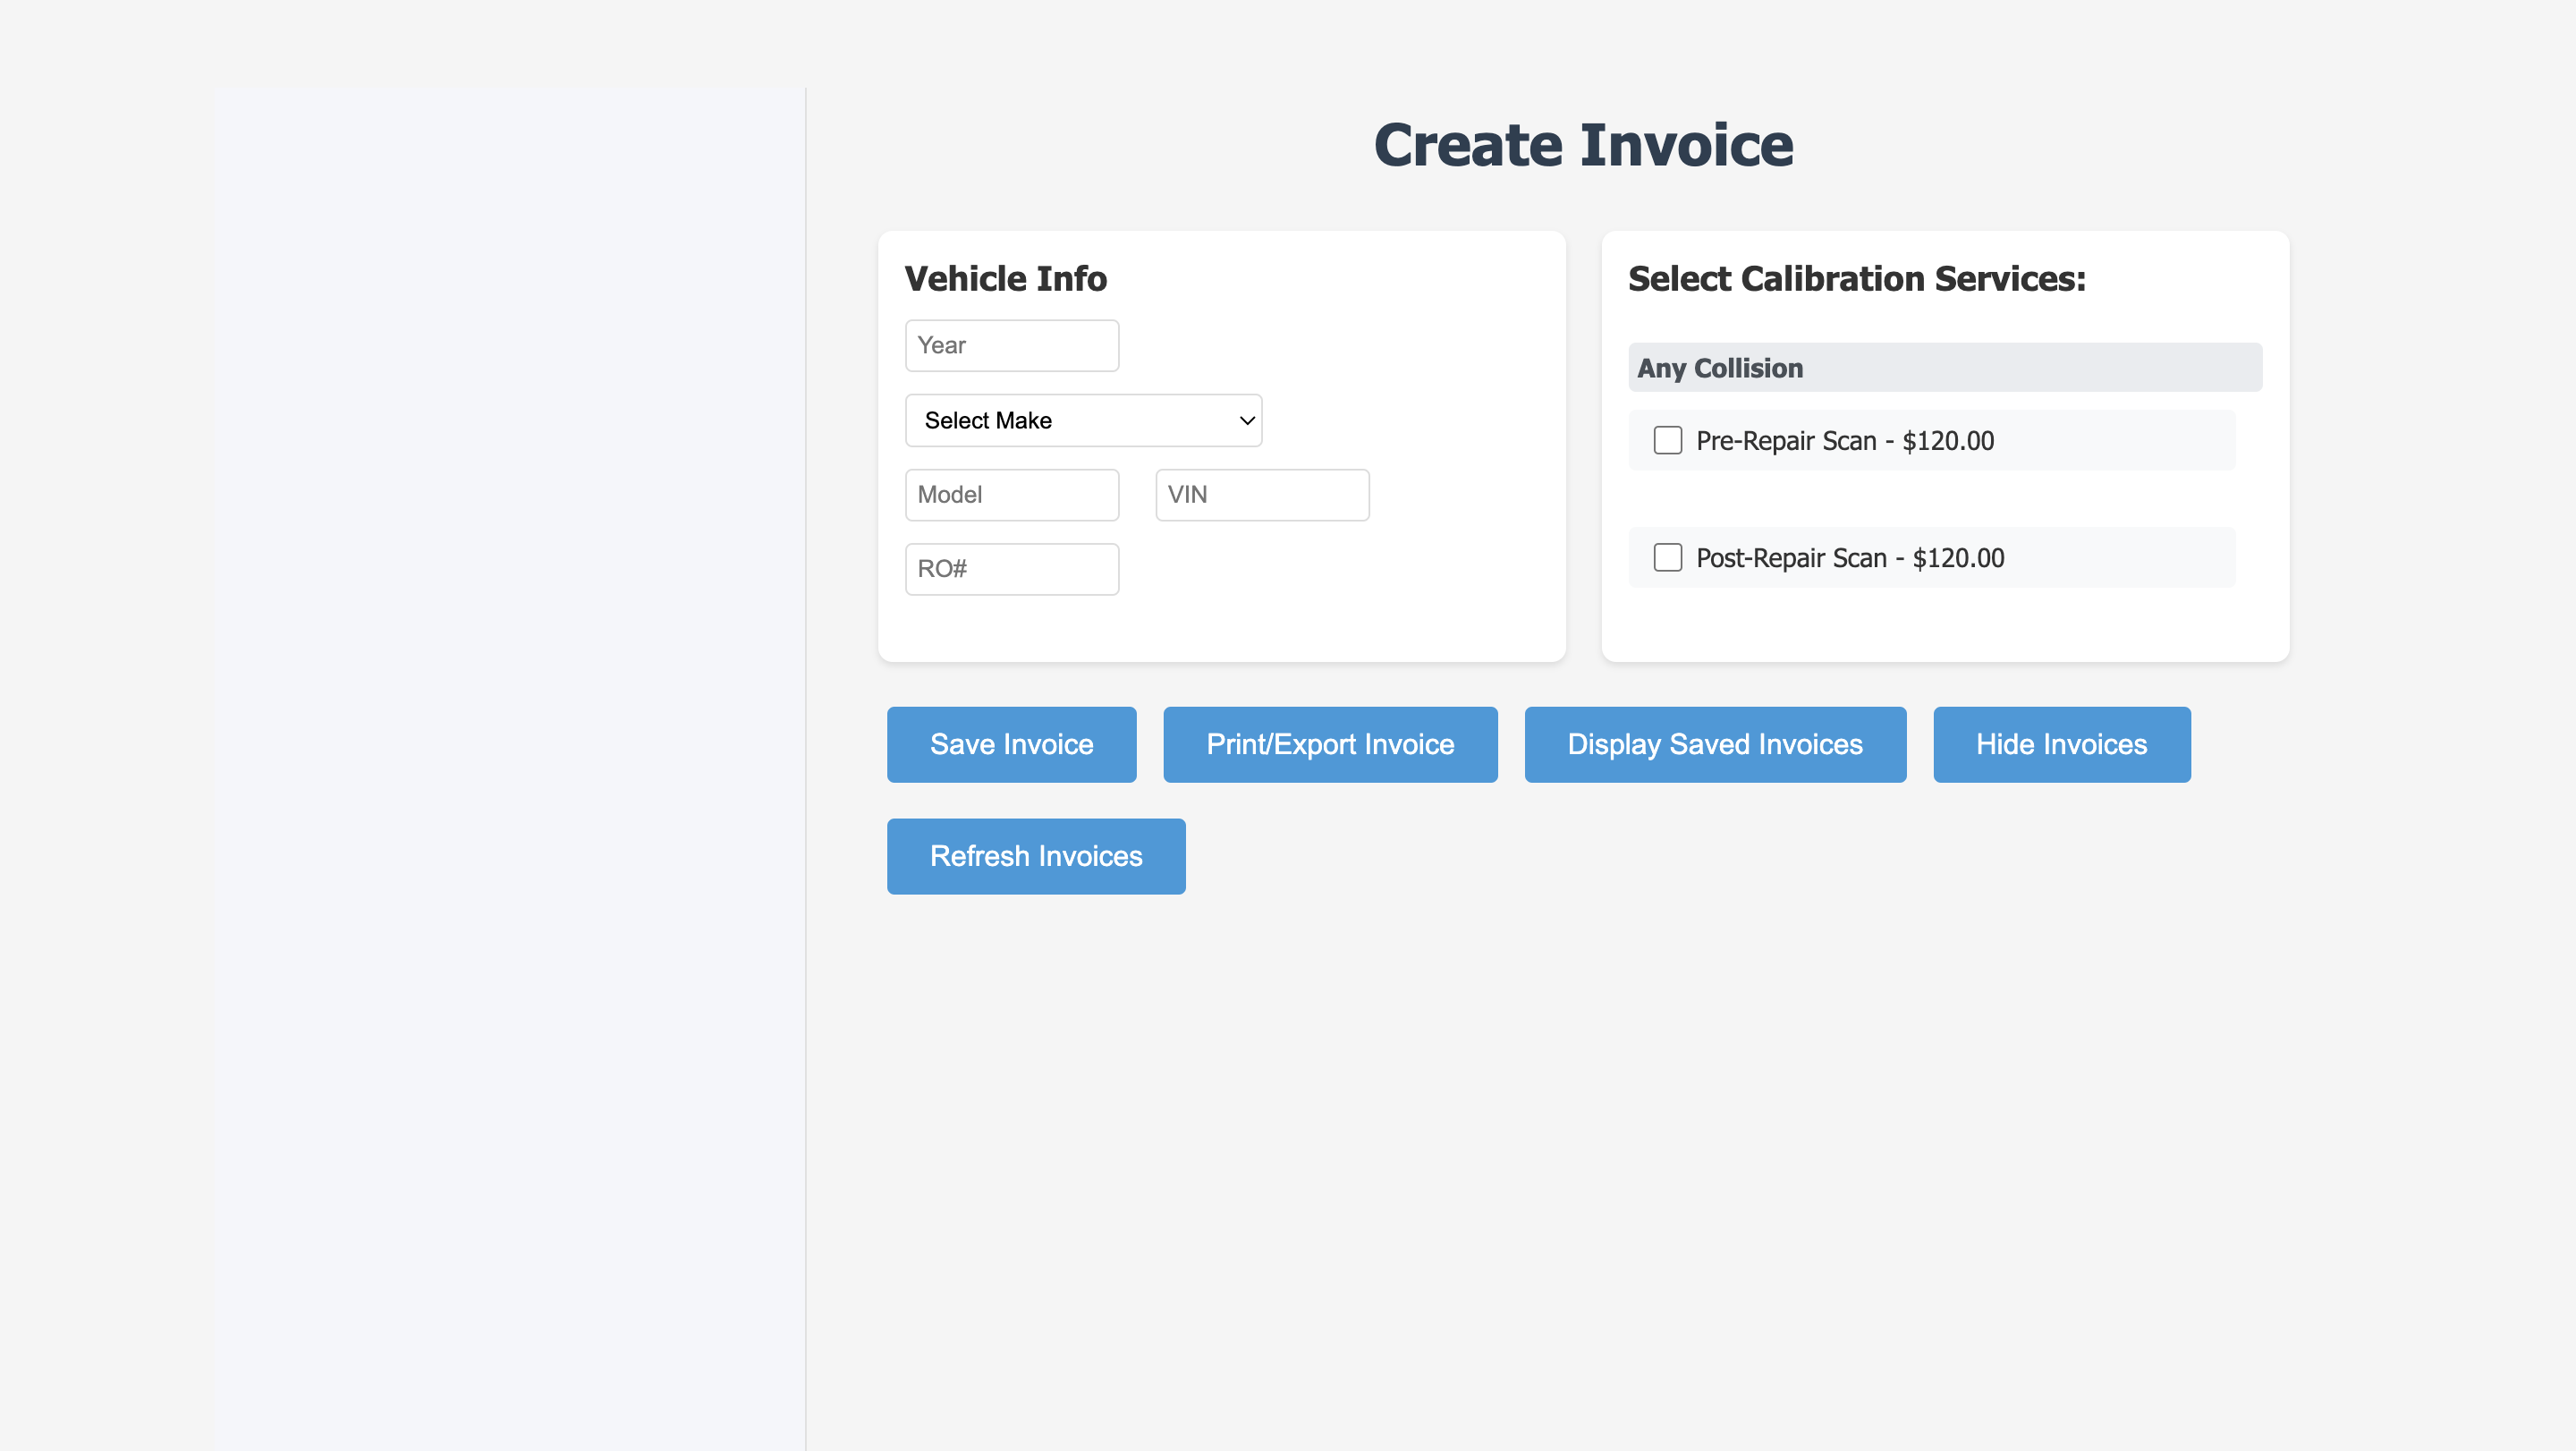 Create Invoice
Vehicle Info
Year
Select Make
Model VIN
RO#
Select Calibration Services:
Any Collision
Pre-Repair Scan - $120.00
Post-Repair Scan - $120.00
Save Invoice Print/Export Invoice Display Saved Invoices Hide Invoices
Refresh Invoices